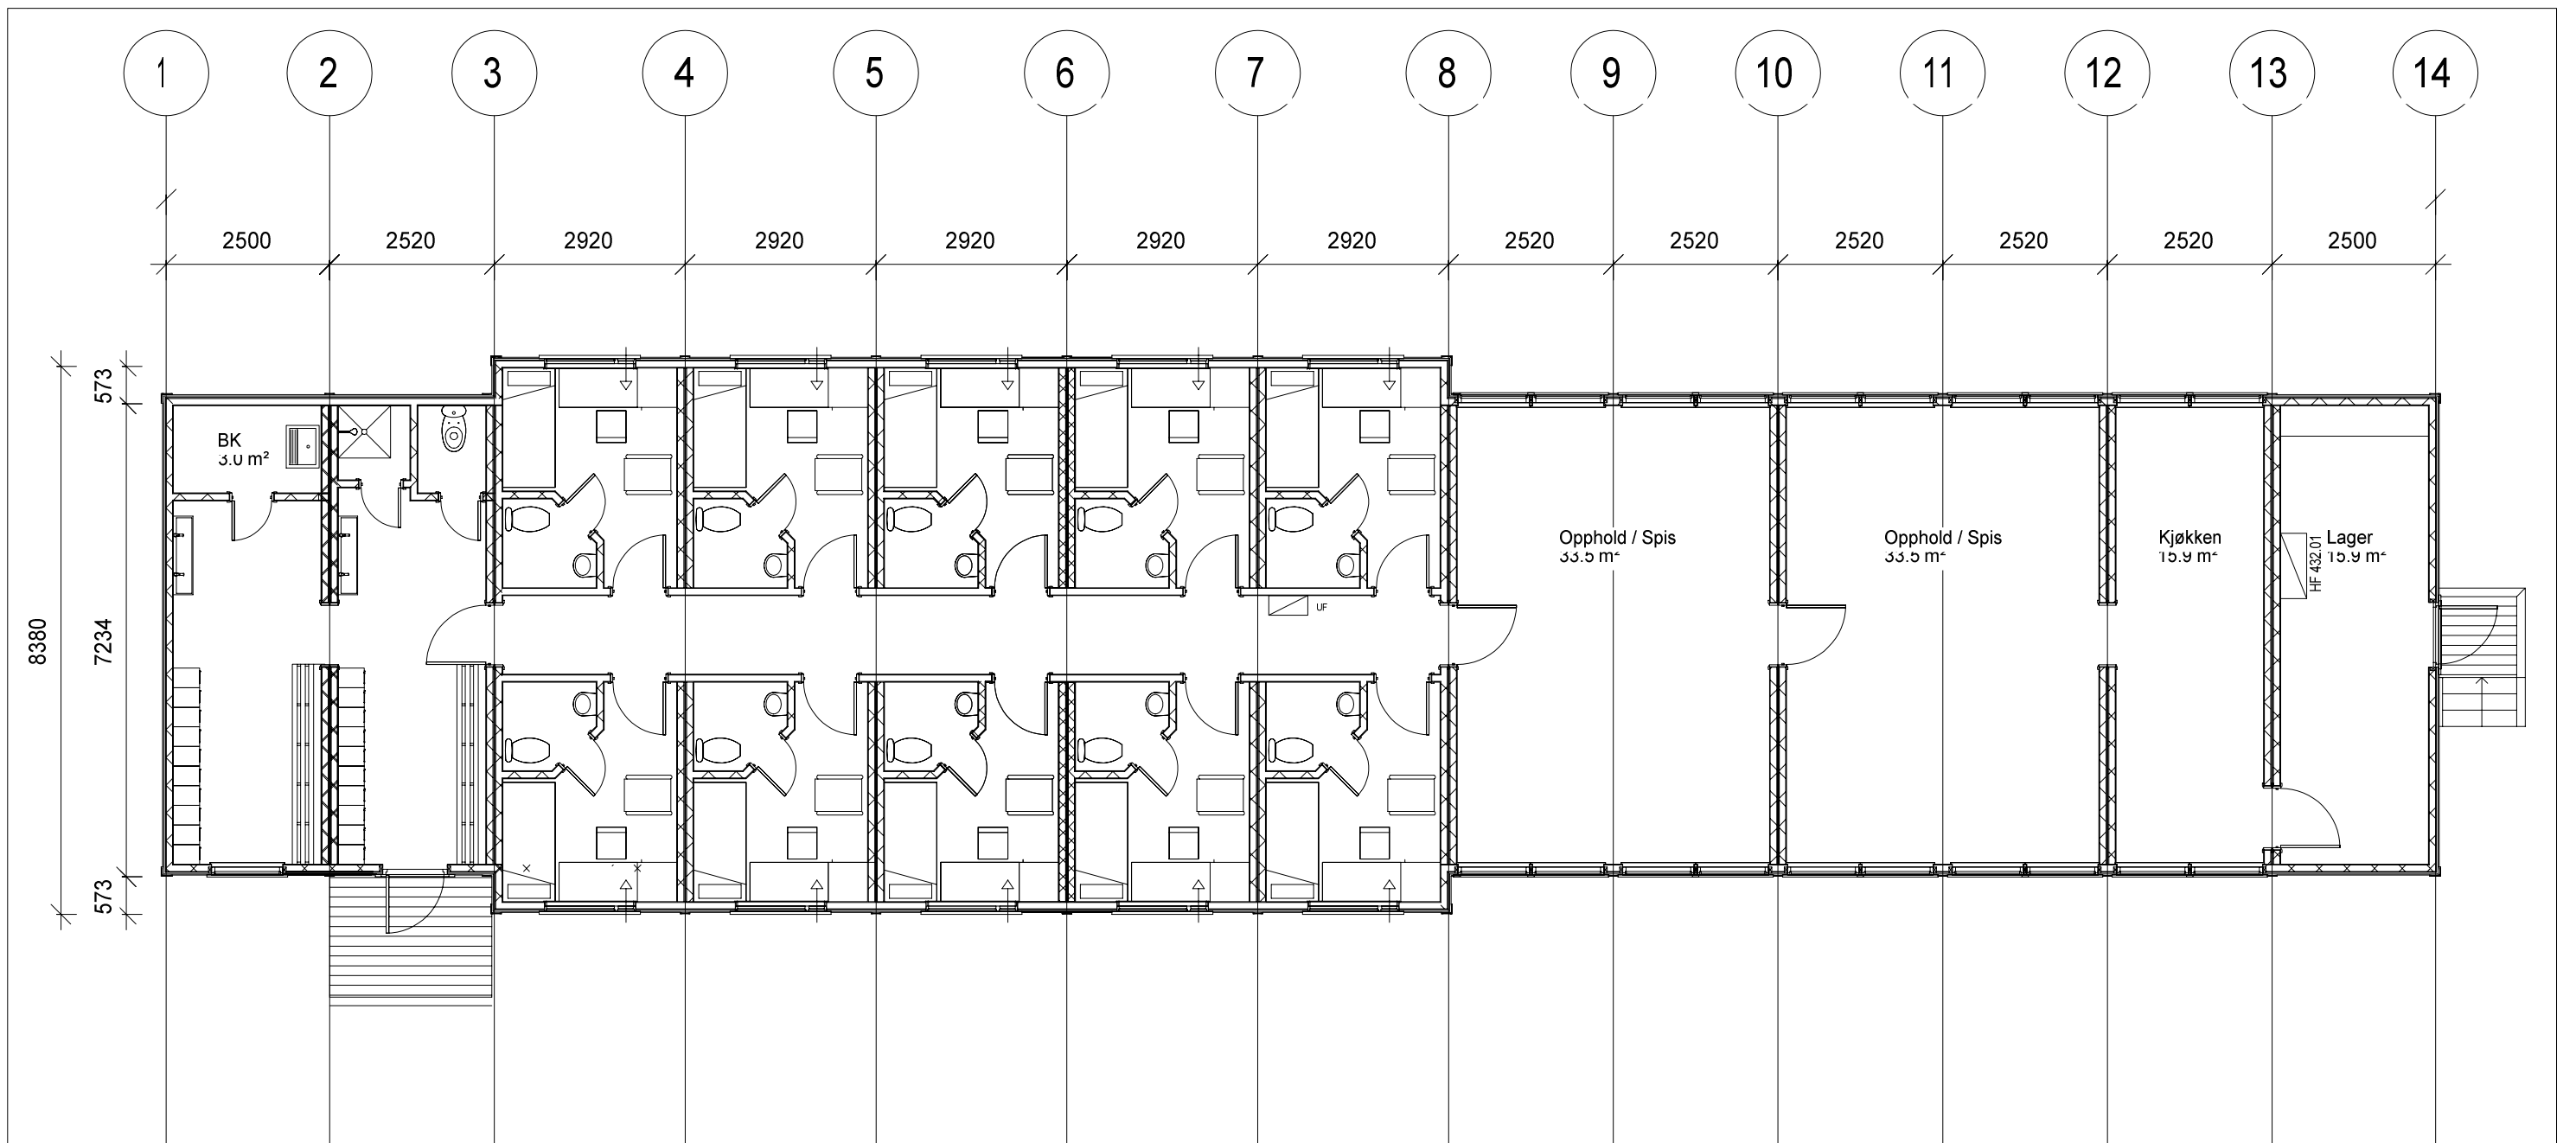 1 2 3 4 5 6 7 8 9 10 11 12 13 14
2500 2520 2920 2920 2920 2920 2920 2520 2520 2520 2520 2520 2500
573
8380
7234
573
BK
3.0 m²
UF
Opphold / Spis
33.5 m²
Opphold / Spis
33.5 m²
Kjøkken
15.9 m²
HF 432.01
Lager
15.9 m²